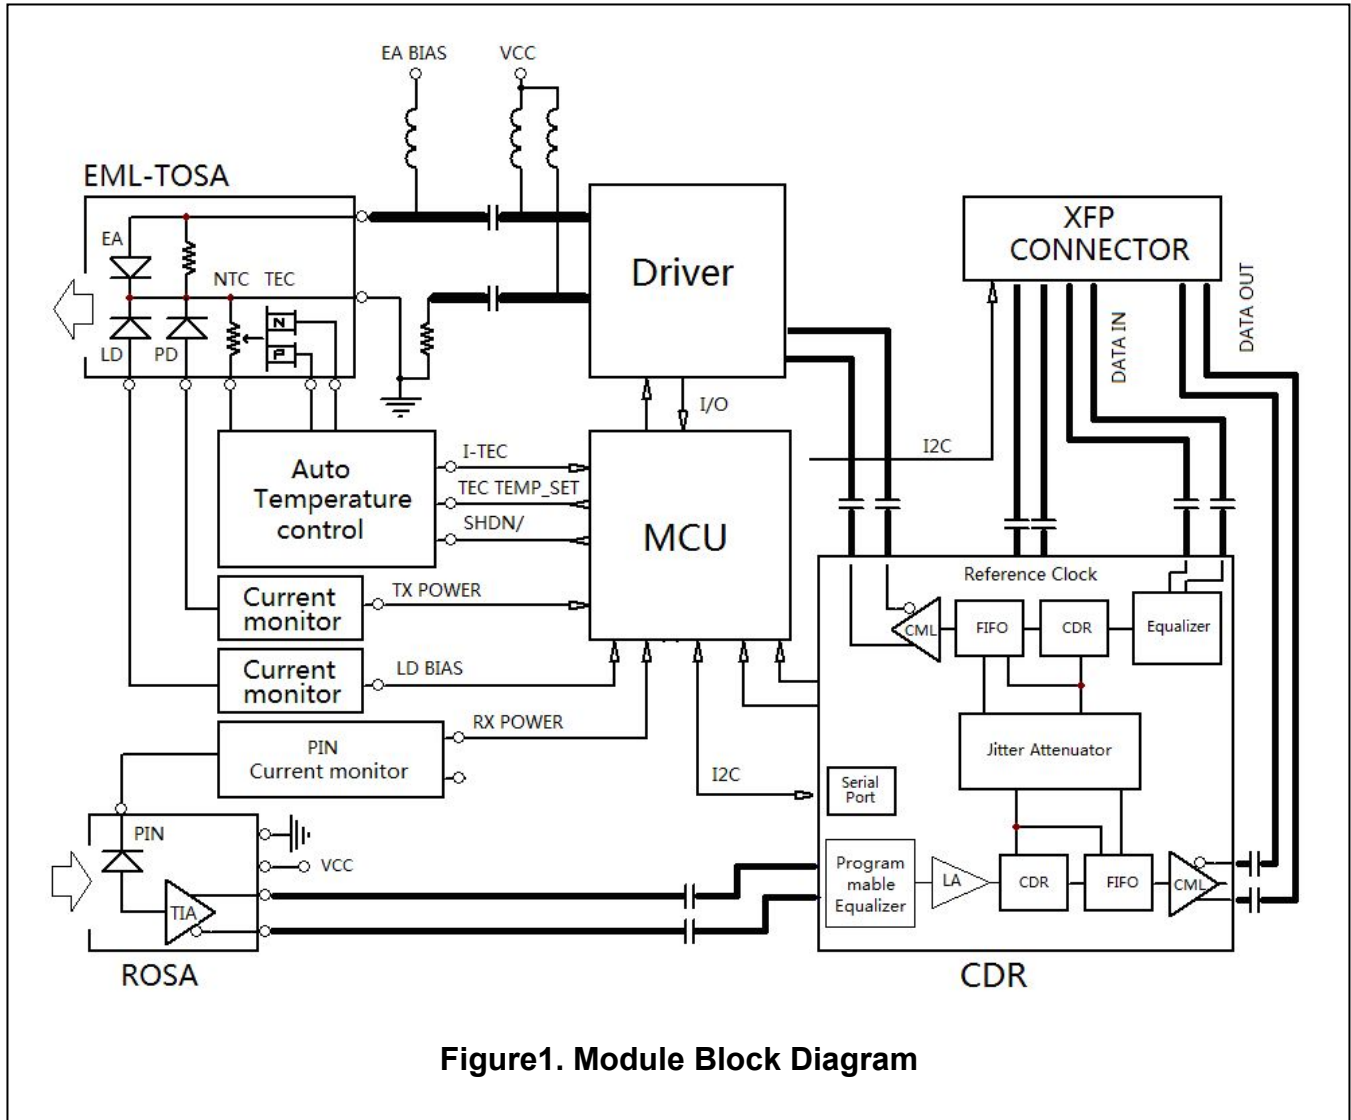 EA BIAS
VCC
EML-TOSA
EA
NTC TEC
LD
PD
N
P
Driver
XFP
CONNECTOR
DATA IN
DATA OUT
I/O
I2C
Auto
Temperature
control
I-TEC
TEC TEMP_SET
SHDN/
MCU
Current
monitor
TX POWER
Current
monitor
LD BIAS
PIN
Current monitor
RX POWER
I2C
Reference Clock
CML
FIFO
CDR
Equalizer
Jitter Attenuator
Serial
Port
Program
mable
Equalizer
LA
CDR
FIFO
CML
PIN
VCC
TIA
ROSA
CDR
Figure1. Module Block Diagram